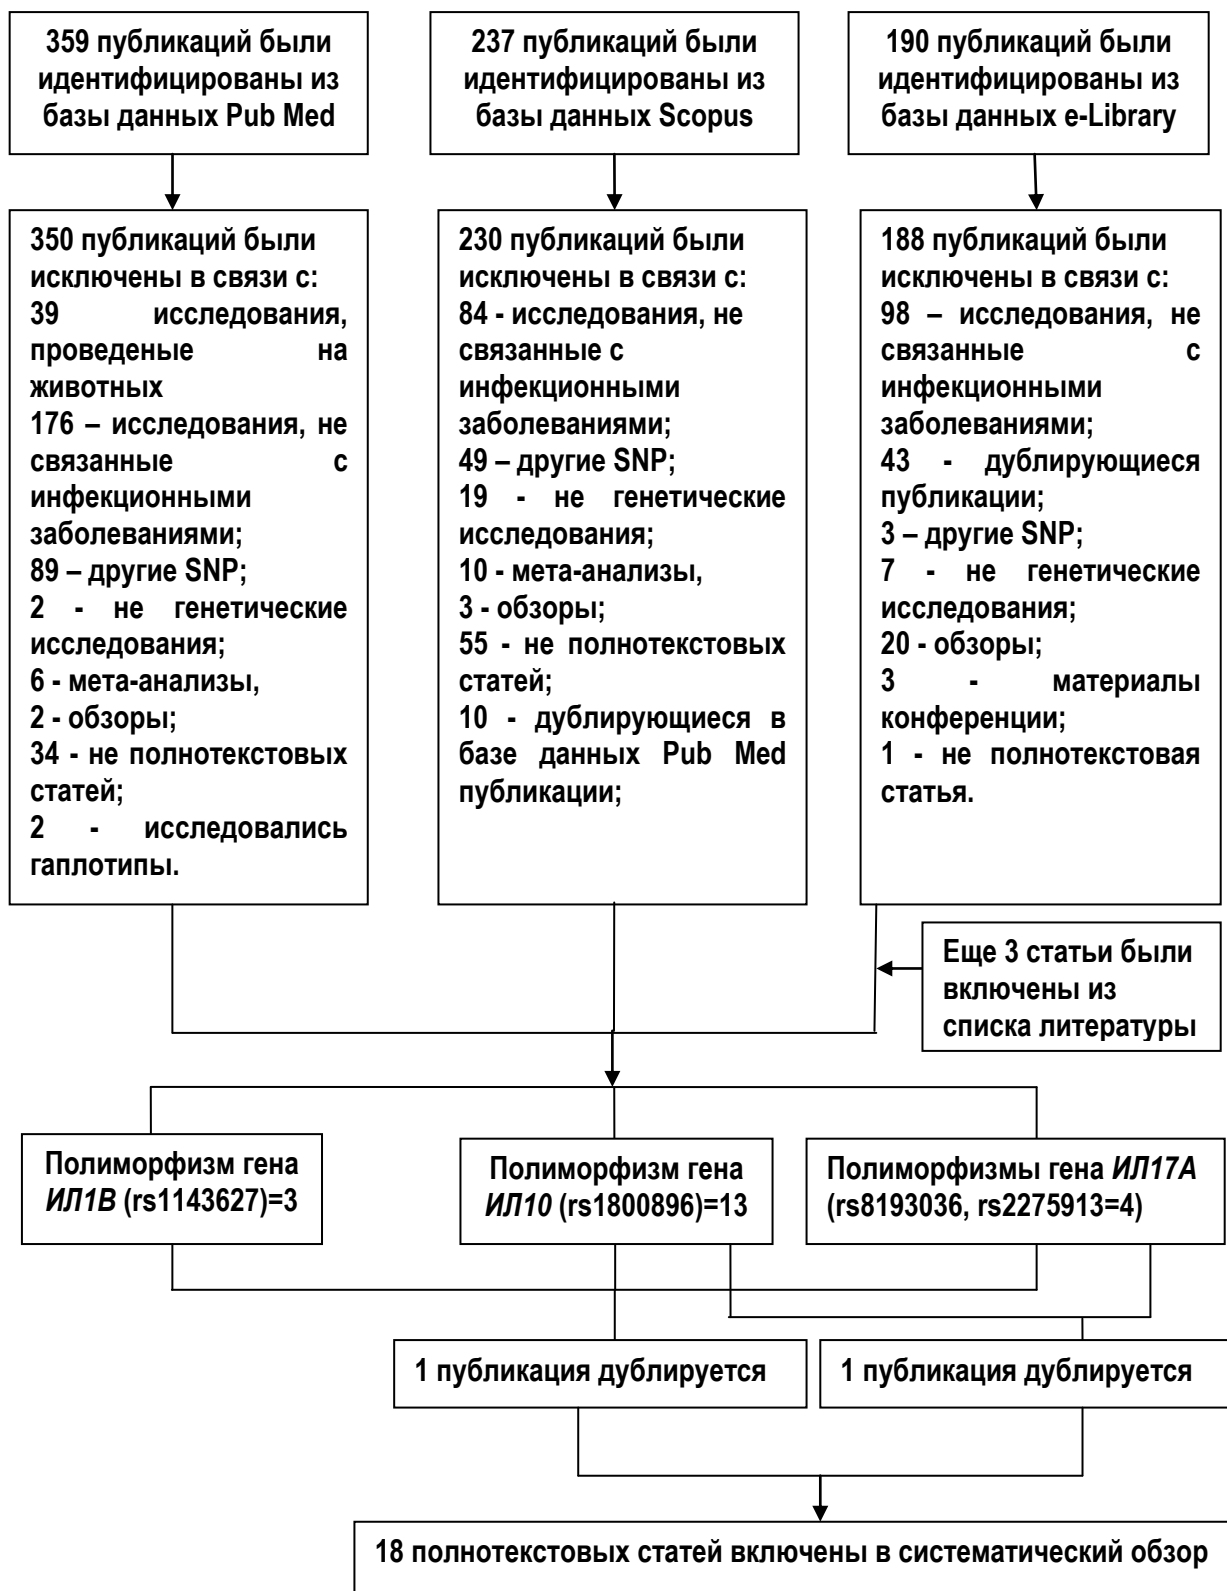 359 публикаций были
идентифицированы из
базы данных Pub Med
237 публикаций были
идентифицированы из
базы данных Scopus
190 публикаций были
идентифицированы из
базы данных e-Library
350 публикаций были
исключены в связи с:
39 исследования,
проведеные на
животных
176 – исследования, не
связанные с
инфекционными
заболеваниями;
89 – другие SNP;
2 - не генетические
исследования;
6 - мета-анализы,
2 - обзоры;
34 - не полнотекстовых
статей;
2 - исследовались
гаплотипы.
230 публикаций были
исключены в связи с:
84 - исследования, не
связанные с
инфекционными
заболеваниями;
49 – другие SNP;
19 - не генетические
исследования;
10 - мета-анализы,
3 - обзоры;
55 - не полнотекстовых
статей;
10 - дублирующиеся в
базе данных Pub Med
публикации;
188 публикаций были
исключены в связи с:
98 – исследования, не
связанные с
инфекционными
заболеваниями;
43 - дублирующиеся
публикации;
3 – другие SNP;
7 - не генетические
исследования;
20 - обзоры;
3 - материалы
конференции;
1 - не полнотекстовая
статья.
Еще 3 статьи были
включены из
списка литературы
Полиморфизм гена
ИЛ1В (rs1143627)=3
Полиморфизм гена
ИЛ10 (rs1800896)=13
Полиморфизмы гена ИЛ17А
(rs8193036, rs2275913=4)
1 публикация дублируется
1 публикация дублируется
18 полнотекстовых статей включены в систематический обзор